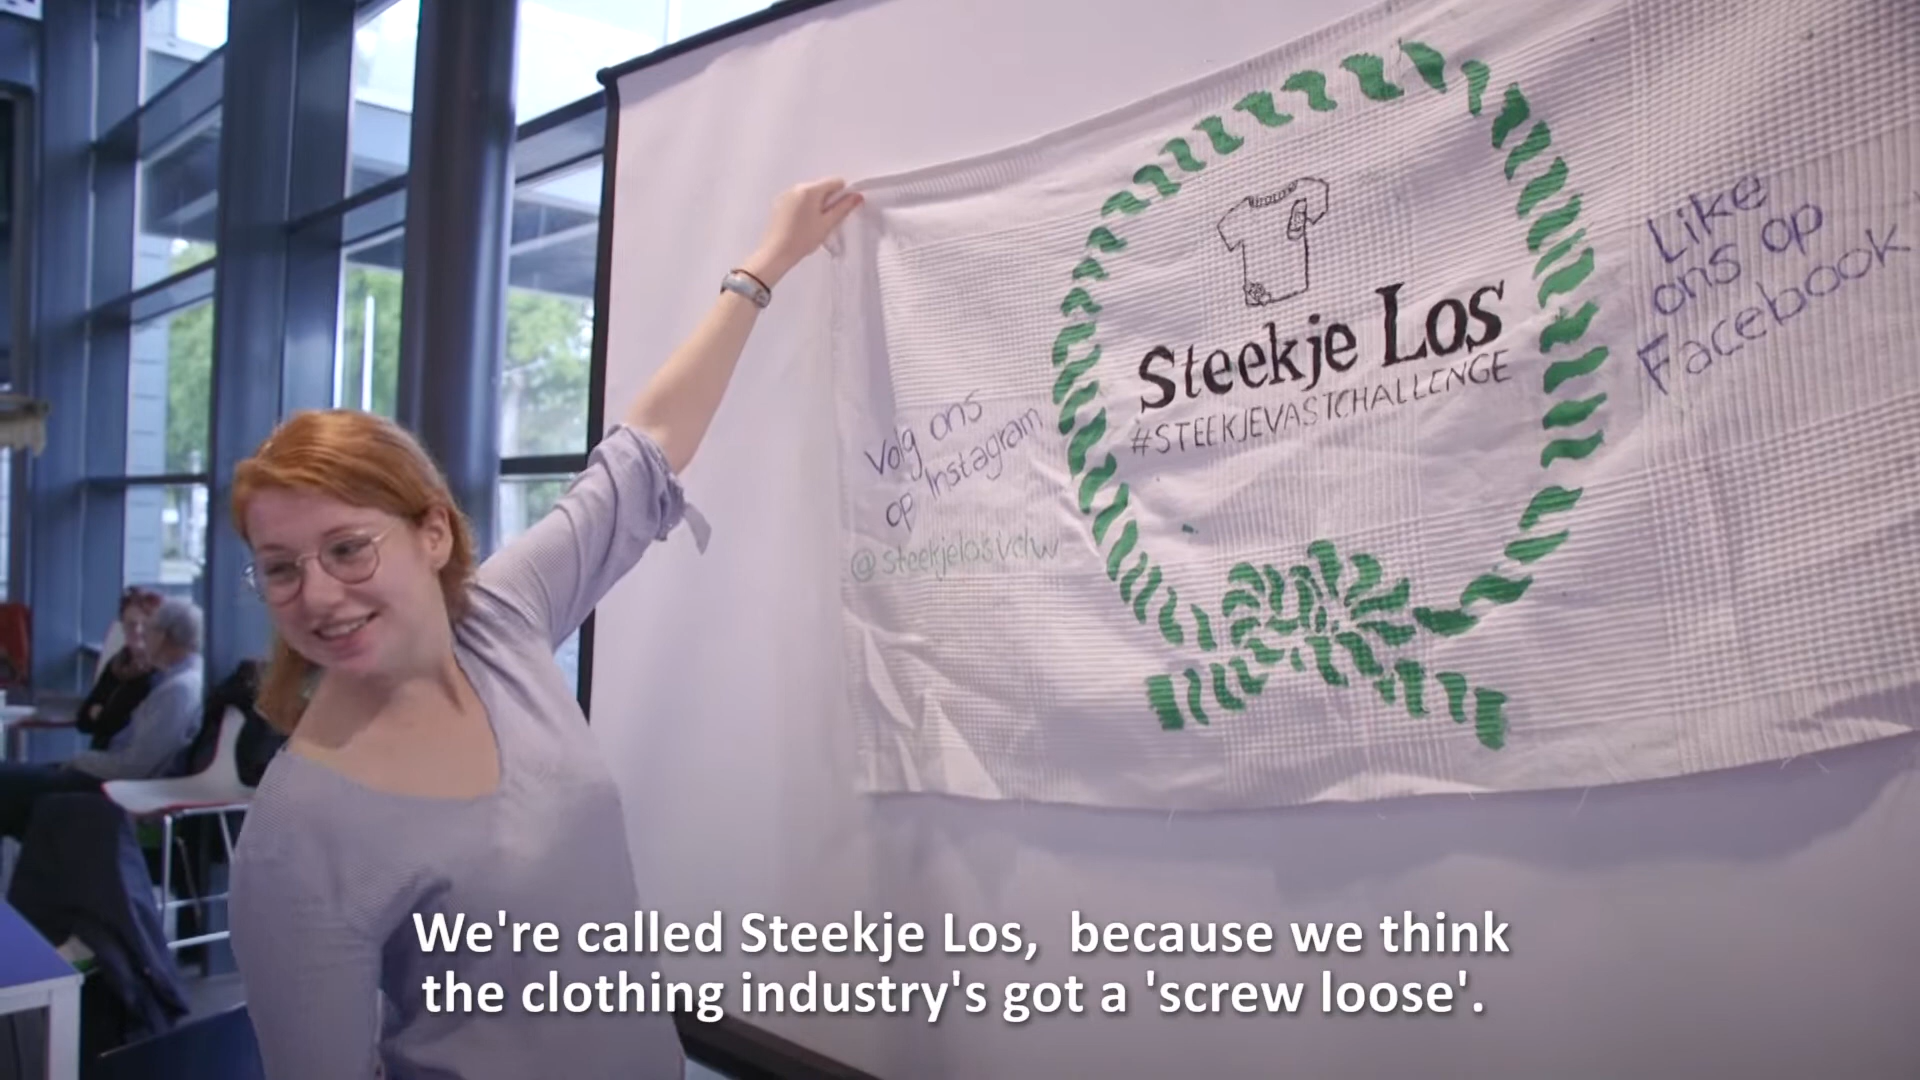 Steekje Los
#STEEKJEVASTCHALLENGE
Volg ons
op Instagram
@steekjelosvdw
Like
ons op
Facebook
We're called Steekje Los, because we think
the clothing industry's got a 'screw loose'.